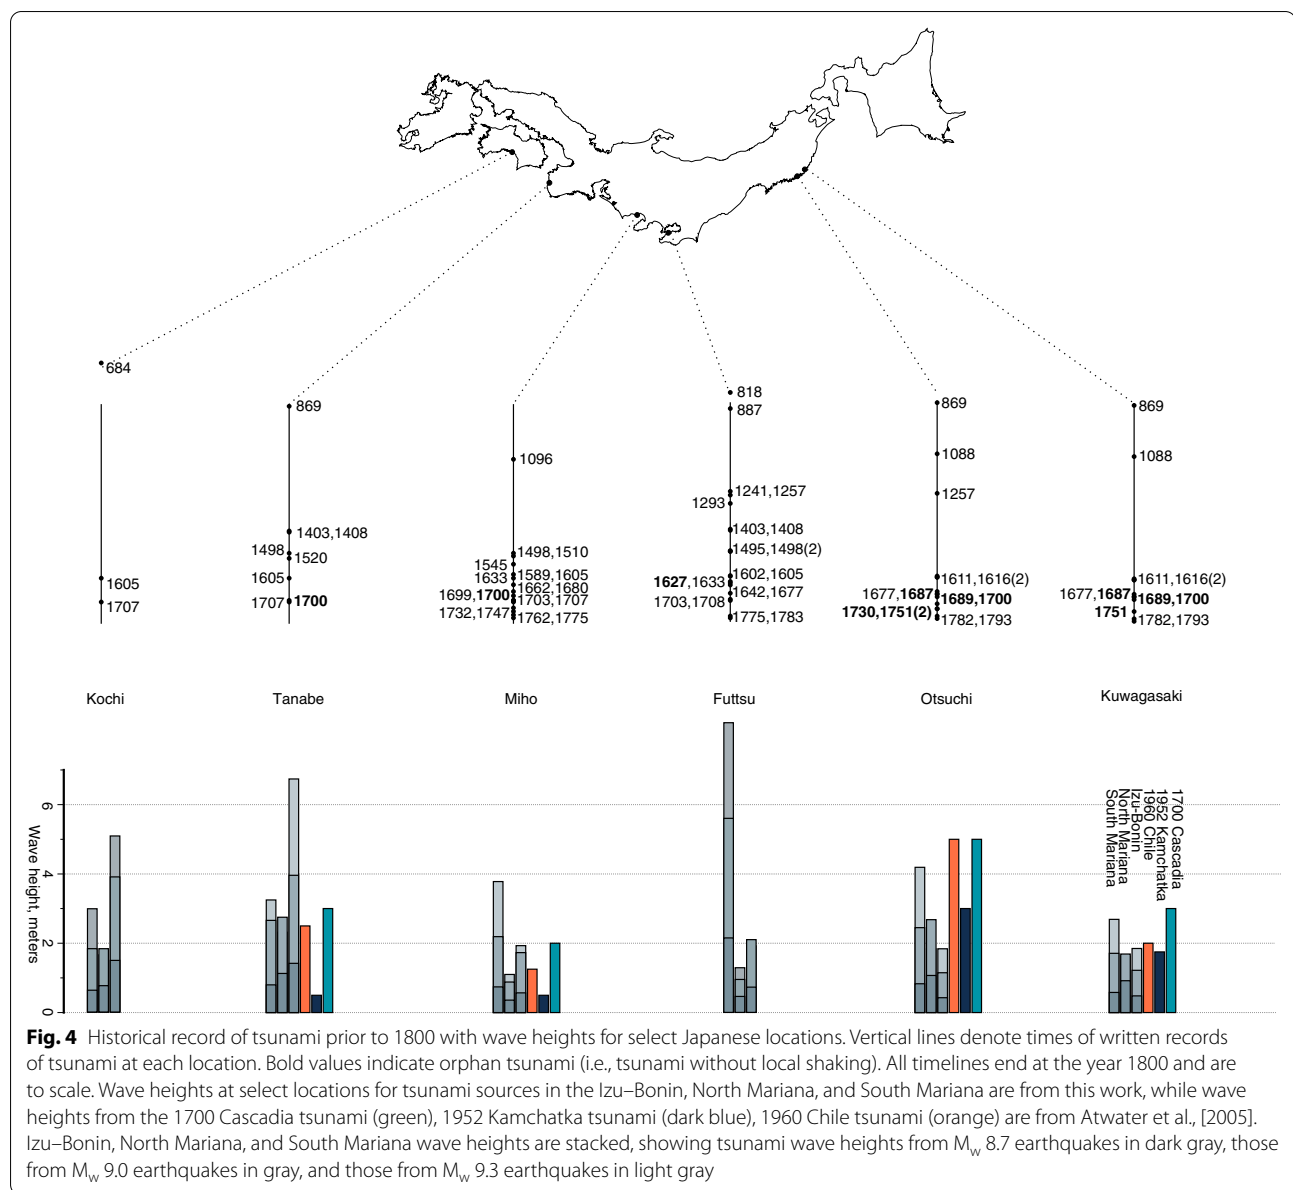 684
869
1403,1408
1498
1520
1605
1707
1700
1605
1707
1096
1498,1510
1545
1589,1605
1633
1662,1680
1699,1700
1703,1707
1732,1747
1762,1775
818
887
1241,1257
1293
1403,1408
1495,1498(2)
1602,1605
1627,1633
1642,1677
1703,1708
1775,1783
869
1088
1257
1611,1616(2)
1677,1687
1689,1700
1730,1751(2)
1782,1793
869
1088
1611,1616(2)
1677,1687
1689,1700
1751
1782,1793
Kochi
Tanabe
Miho
Futtsu
Otsuchi
Kuwagasaki
Wave height, meters
6
4
2
0
1700 Cascadia
1952 Kamchatka
1960 Chile
Izu-Bonin
North Mariana
South Mariana
Fig. 4 Historical record of tsunami prior to 1800 with wave heights for select Japanese locations. Vertical lines denote times of written records
of tsunami at each location. Bold values indicate orphan tsunami (i.e., tsunami without local shaking). All timelines end at the year 1800 and are
to scale. Wave heights at select locations for tsunami sources in the Izu–Bonin, North Mariana, and South Mariana are from this work, while wave
heights from the 1700 Cascadia tsunami (green), 1952 Kamchatka tsunami (dark blue), 1960 Chile tsunami (orange) are from Atwater et al., [2005].
Izu–Bonin, North Mariana, and South Mariana wave heights are stacked, showing tsunami wave heights from Mw 8.7 earthquakes in dark gray, those
from Mw 9.0 earthquakes in gray, and those from Mw 9.3 earthquakes in light gray